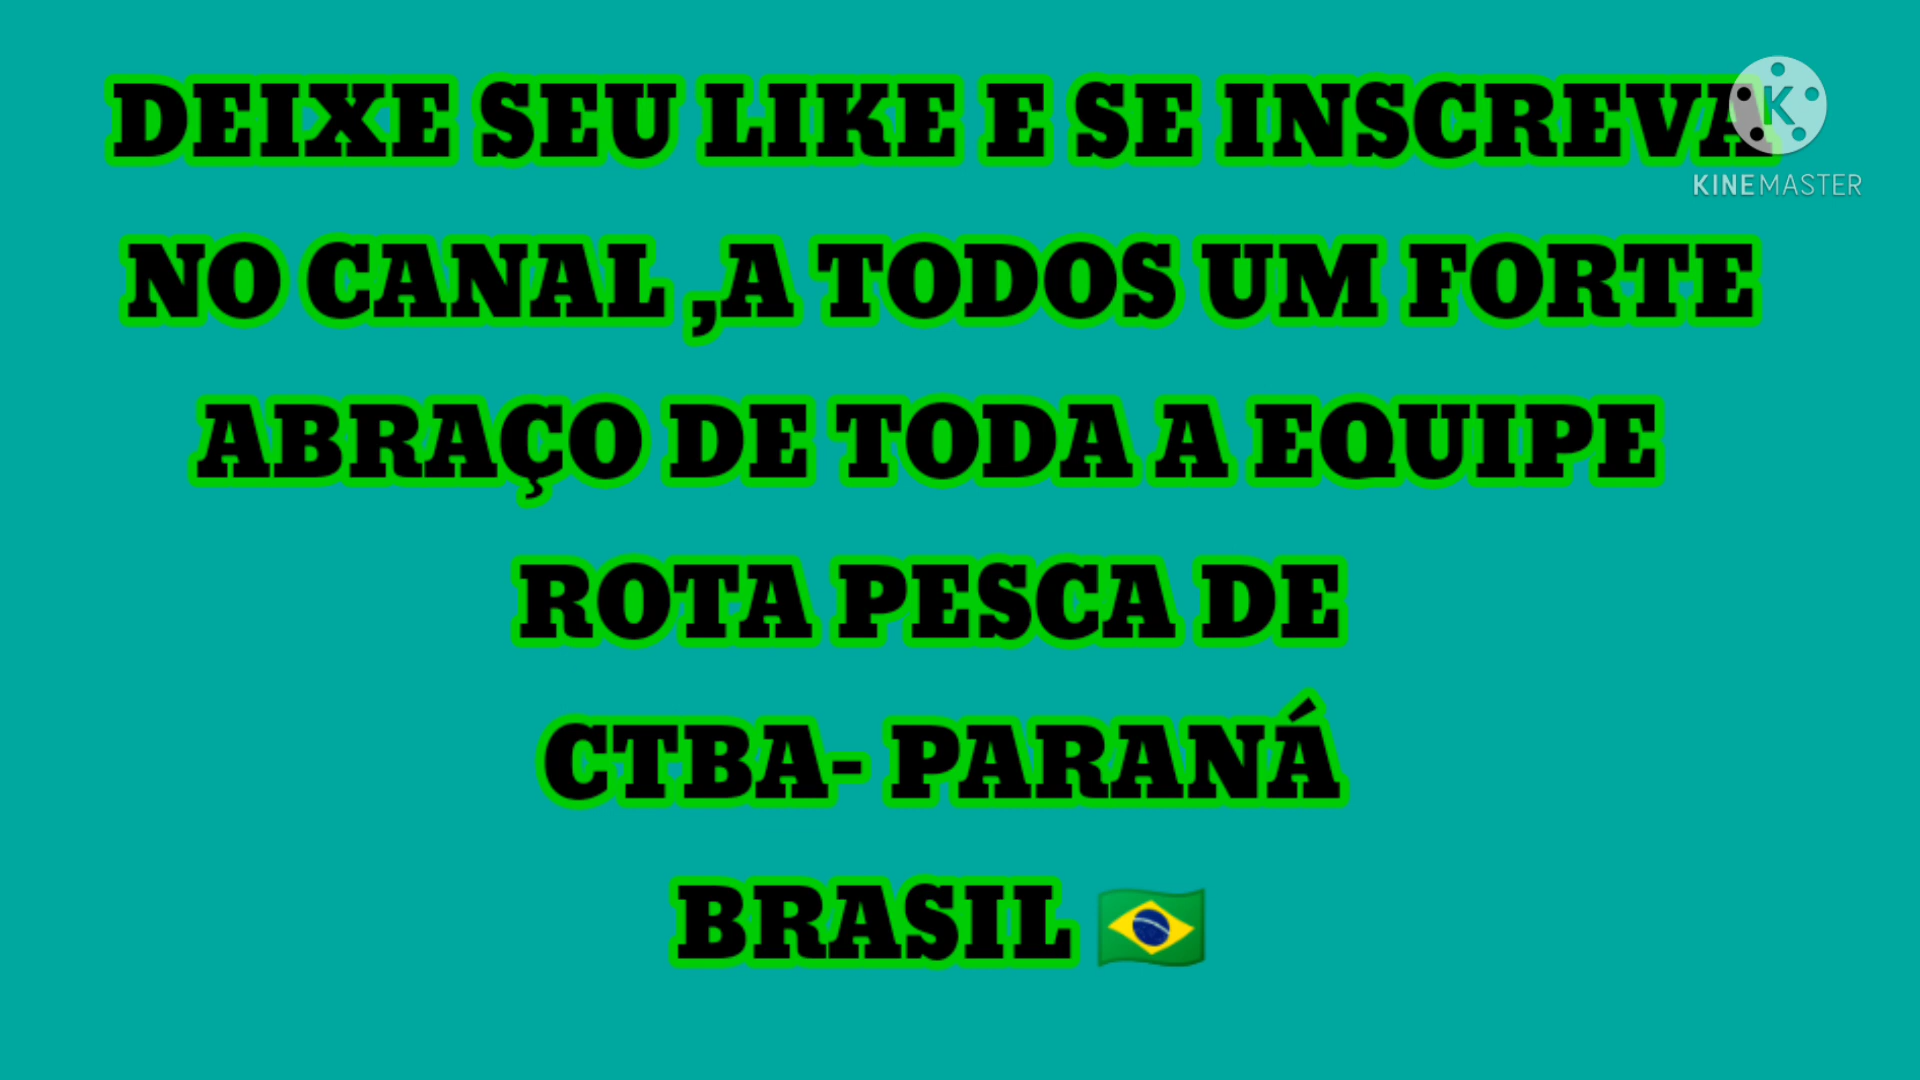 DEIXE SEU LIKE E SE INSCREVA
K
KINEMASTER
NO CANAL ,A TODOS UM FORTE
ABRAÇO DE TODA A EQUIPE
ROTA PESCA DE
CTBA- PARANÁ
BRASIL 🇧🇷